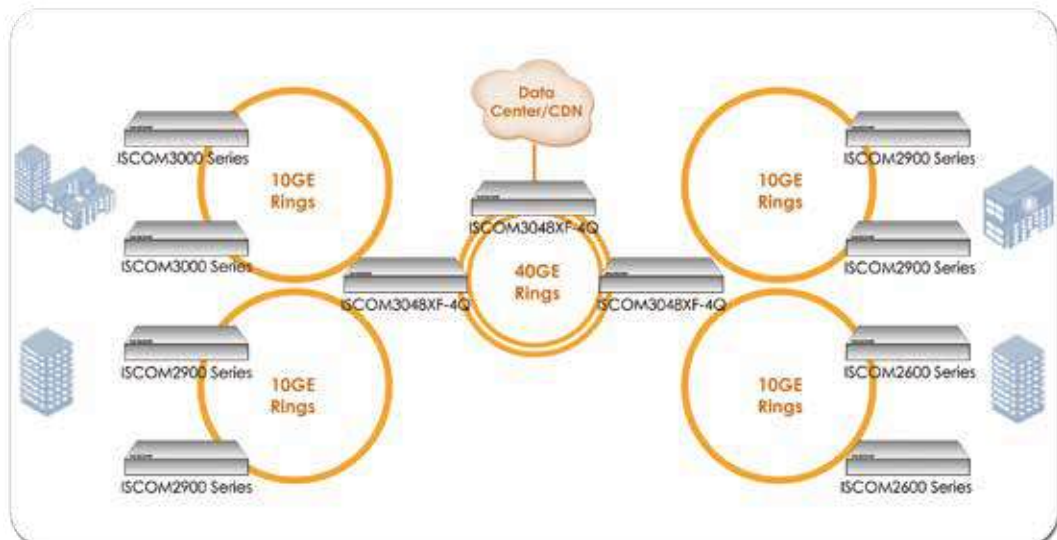 Data
Center/CDN
ISCOM3000 Series
10GE
Rings
ISCOM3048XF-4Q
10GE
Rings
ISCOM2900 Series
ISCOM3000 Series
ISCOM3048XF-4Q
40GE
Rings
ISCOM3048XF-4Q
ISCOM2900 Series
ISCOM2900 Series
10GE
Rings
10GE
Rings
ISCOM2600 Series
ISCOM2900 Series
ISCOM2600 Series